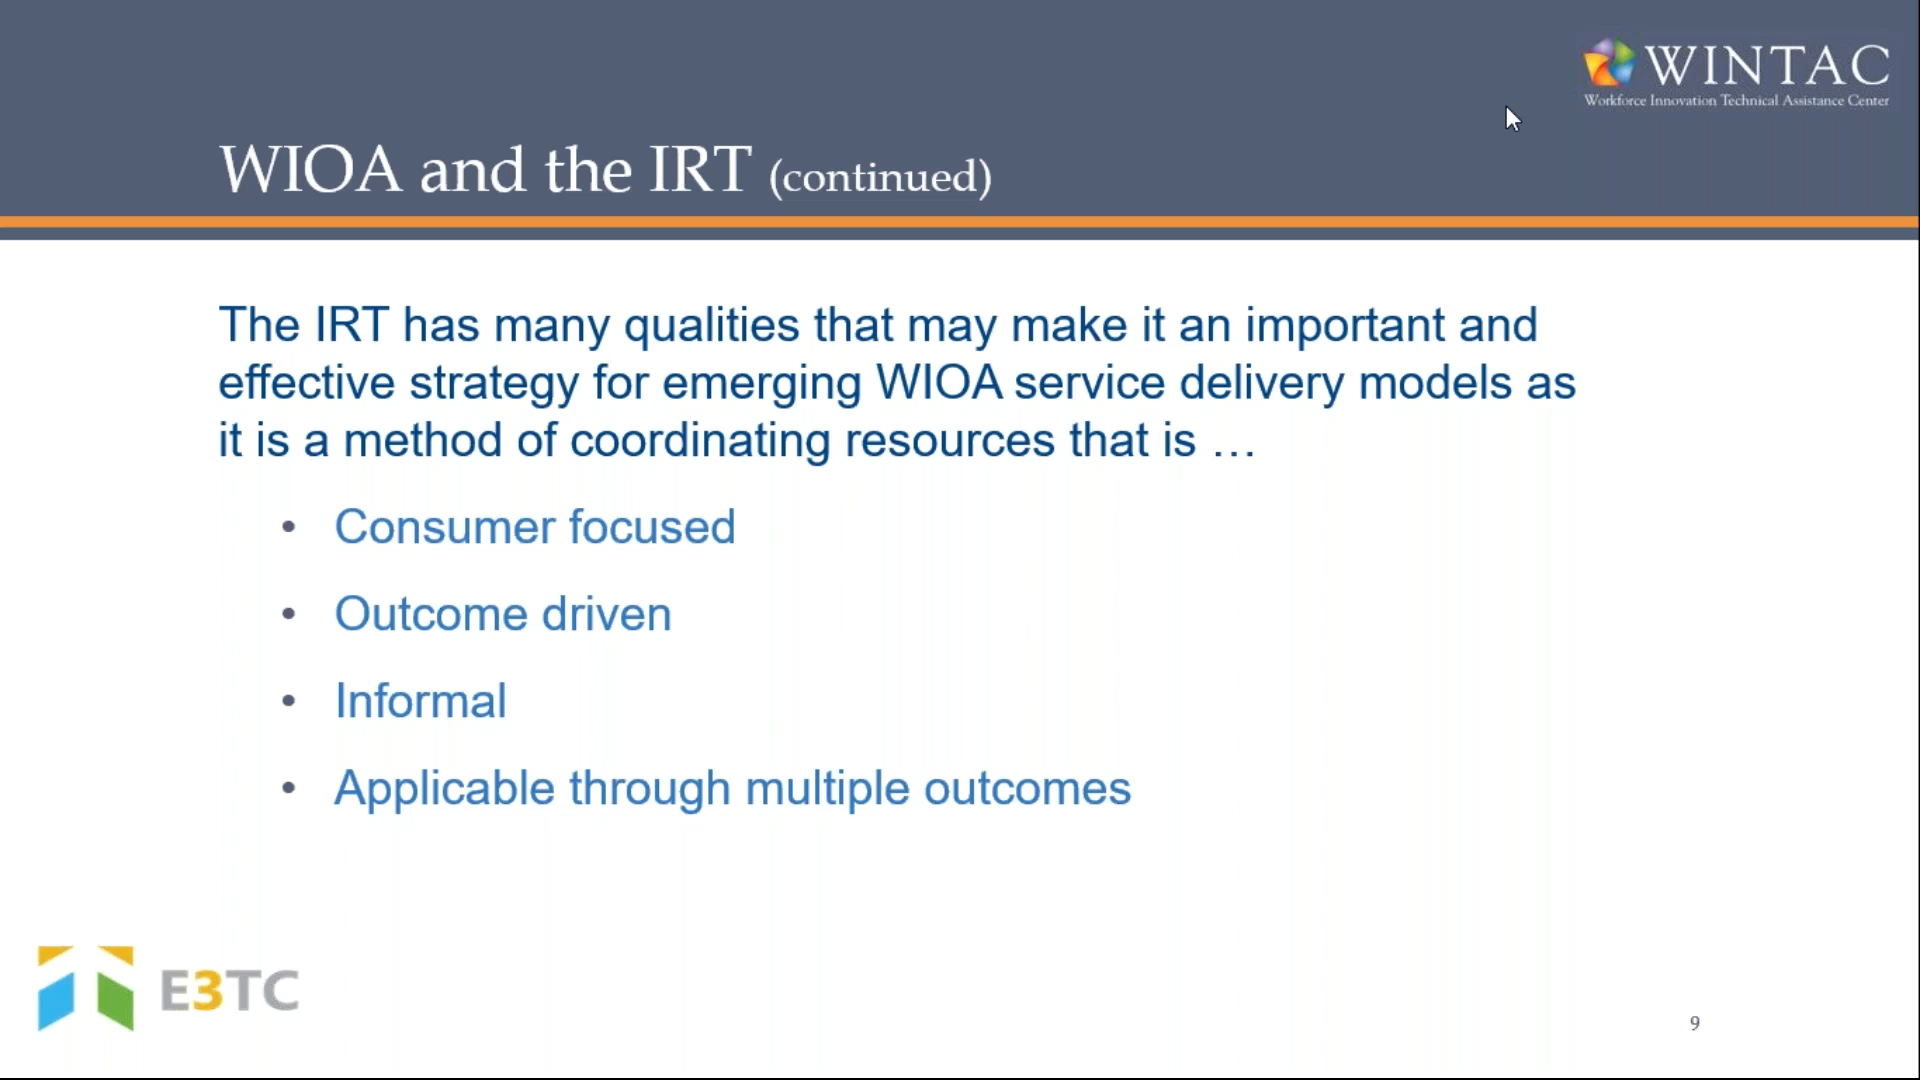 WINTAC
Workforce Innovation Technical Assistance Center
WIOA and the IRT (continued)
The IRT has many qualities that may make it an important and
effective strategy for emerging WIOA service delivery models as
it is a method of coordinating resources that is …
• Consumer focused
• Outcome driven
• Informal
• Applicable through multiple outcomes
E3TC
9